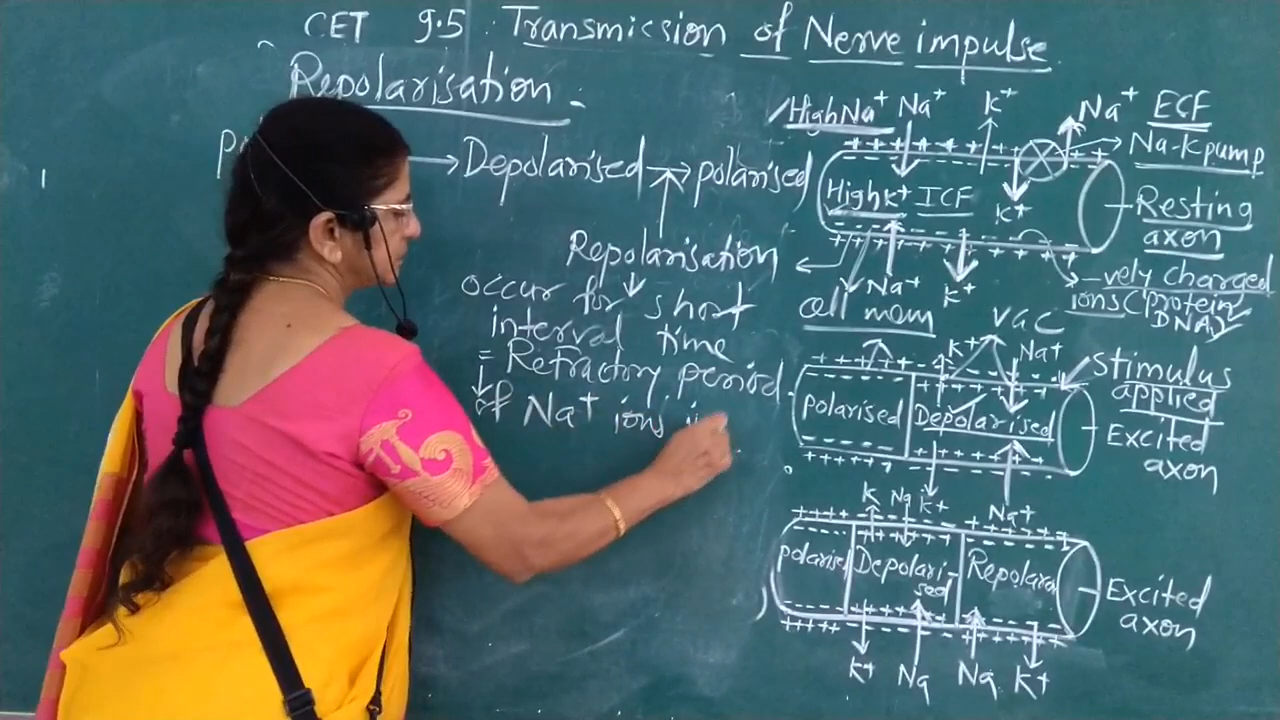 CET 9.5 : Transmission of Nerve impulse
Repolarisation :-
→ Depolarised → polarised
Repolarisation
occur for short
interval time
= Refractory period.
of Na+ ions
High Na+ Na+ K+ Na+ ECF
Na-K pump
High K+ ICF K+
Resting
axon
Na+ K+
-vely charged
ions (protein
DNA)
cell mem
VGC
K+ Na+
Stimulus
applied
polarised Depolarised
Excited
axon
K Na K+ Na+
polarised Depolari-
sed
Excited
axon
K+ Na Na K+